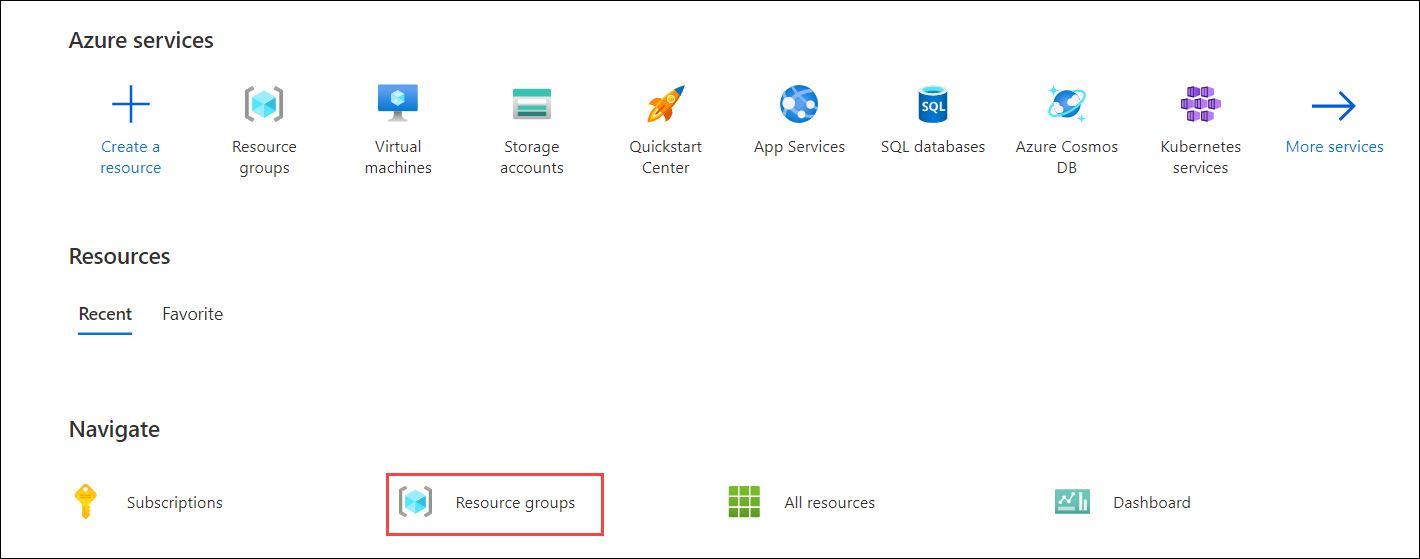 Azure services
Create a
resource
Resource
groups
Virtual
machines
Storage
accounts
Quickstart
Center
App Services
SQL
SQL databases
Azure Cosmos
DB
Kubernetes
services
More services
Resources
Recent
Favorite
Navigate
Subscriptions
Resource groups
All resources
Dashboard